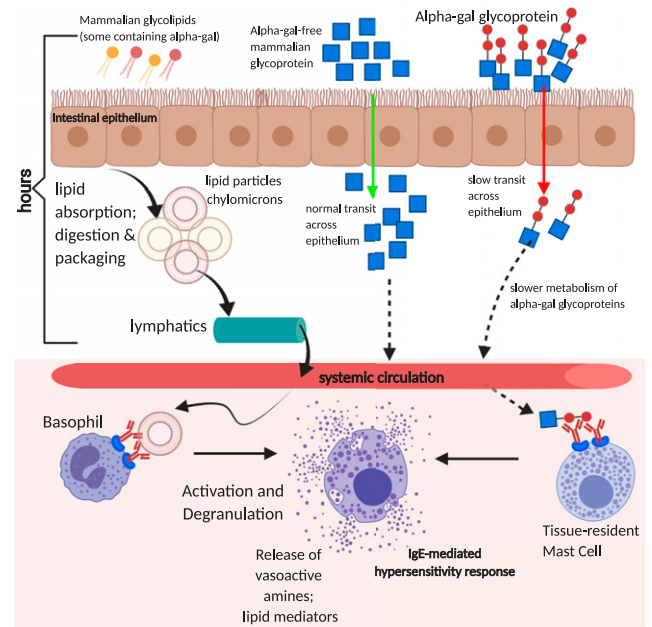 Mammalian glycolipids
(some containing alpha-gal)
Alpha-gal-free
mammalian
glycoprotein
Alpha-gal glycoprotein
Intestinal epithelium
hours
lipid
absorption;
digestion &
packaging
lipid particles
chylomicrons
normal transit
across
epithelium
slow transit
across
epithelium
slower metabolism of
alpha-gal glycoproteins
lymphatics
systemic circulation
Basophil
Activation and
Degranulation
Release of
vasoactive
amines;
lipid mediators
IgE-mediated
hypersensitivity response
Tissue-resident
Mast Cell